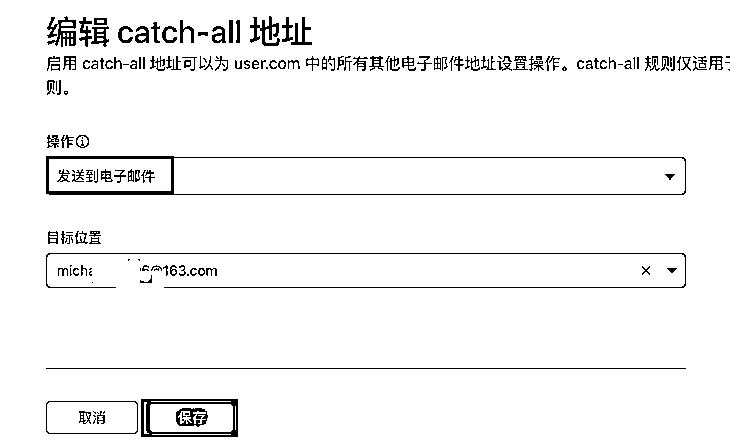 编辑 catch-all 地址
启用 catch-all 地址可以为 user.com 中的所有其他电子邮件地址设置操作。catch-all 规则仅适用于
则。
操作
发送到电子邮件
目标位置
micha 6@163.com
取消
保存